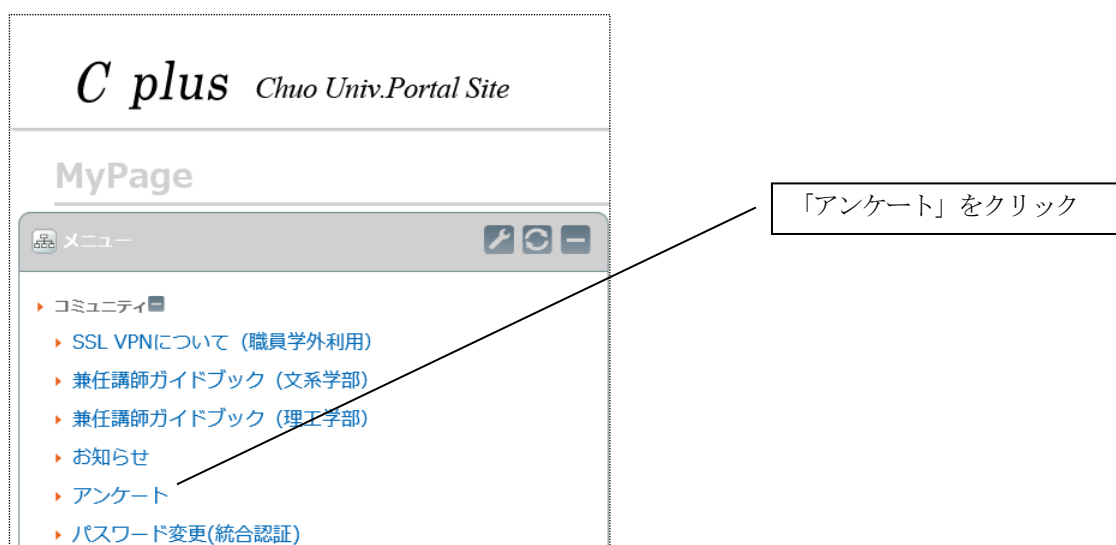 C plus Chuo Univ.Portal Site
MyPage
メニュー
「アンケート」をクリック
コミュニティ
SSL VPNについて（職員学外利用）
兼任講師ガイドブック（文系学部）
兼任講師ガイドブック（理工学部）
お知らせ
アンケート
パスワード変更(統合認証)